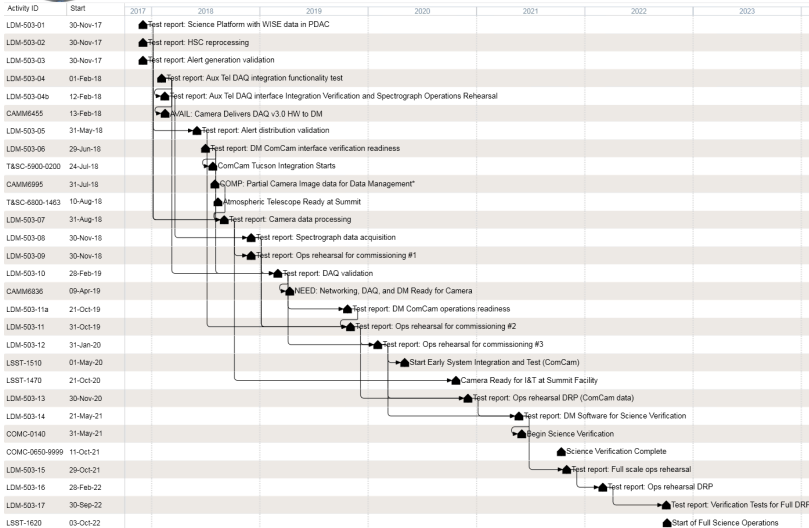 Activity ID Start 2017 2018 2019 2020 2021 2022 2023
LDM-503-01 30-Nov-17 Test report: Science Platform with WISE data in PDAC
LDM-503-02 30-Nov-17 Test report: HSC reprocessing
LDM-503-03 30-Nov-17 Test report: Alert generation validation
LDM-503-04 01-Feb-18 Test report: Aux Tel DAQ integration functionality test
LDM-503-04b 12-Feb-18 Test report: Aux Tel DAQ interface Integration Verification and Spectrograph Operations Rehearsal
CAMM6455 13-Feb-18 AVAIL: Camera Delivers DAQ v3.0 HW to DM
LDM-503-05 31-May-18 Test report: Alert distribution validation
LDM-503-06 29-Jun-18 Test report: DM ComCam interface verification readiness
T&SC-5900-0200 24-Jul-18 ComCam Tucson Integration Starts
CAMM6995 31-Jul-18 COMP: Partial Camera Image data for Data Management*
T&SC-6800-1463 10-Aug-18 Atmospheric Telescope Ready at Summit
LDM-503-07 31-Aug-18 Test report: Camera data processing
LDM-503-08 30-Nov-18 Test report: Spectrograph data acquisition
LDM-503-09 30-Nov-18 Test report: Ops rehearsal for commissioning #1
LDM-503-10 28-Feb-19 Test report: DAQ validation
CAMM6836 09-Apr-19 NEED: Networking, DAQ, and DM Ready for Camera
LDM-503-11a 21-Oct-19 Test report: DM ComCam operations readiness
LDM-503-11 31-Oct-19 Test report: Ops rehearsal for commissioning #2
LDM-503-12 31-Jan-20 Test report: Ops rehearsal for commissioning #3
LSST-1510 01-May-20 Start Early System Integration and Test (ComCam)
LSST-1470 21-Oct-20 Camera Ready for I&T at Summit Facility
LDM-503-13 30-Nov-20 Test report: Ops rehearsal DRP (ComCam data)
LDM-503-14 21-May-21 Test report: DM Software for Science Verification
COMC-0140 31-May-21 Begin Science Verification
COMC-0650-9999 11-Oct-21 Science Verification Complete
LDM-503-15 29-Oct-21 Test report: Full scale ops rehearsal
LDM-503-16 28-Feb-22 Test report: Ops rehearsal DRP
LDM-503-17 30-Sep-22 Test report: Verification Tests for Full DRP
LSST-1620 03-Oct-22 Start of Full Science Operations